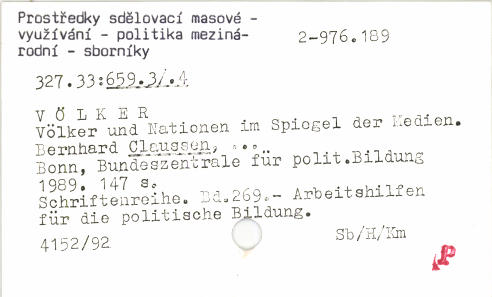 Prostředky sdělovací masové -
využívání - politika meziná-
rodní - sborníky
2-976.189
327.33:659.3/.4
V Ö L K E R
Völker und Nationen im Spiegel der Medien.
Bernhard Claussen, ...
Bonn, Bundeszentrale für polit.Bildung
1989. 147 s.
Schriftenreihe. Bd.269.- Arbeitshilfen
für die politische Bildung.
4152/92
Sb/H/Km
P